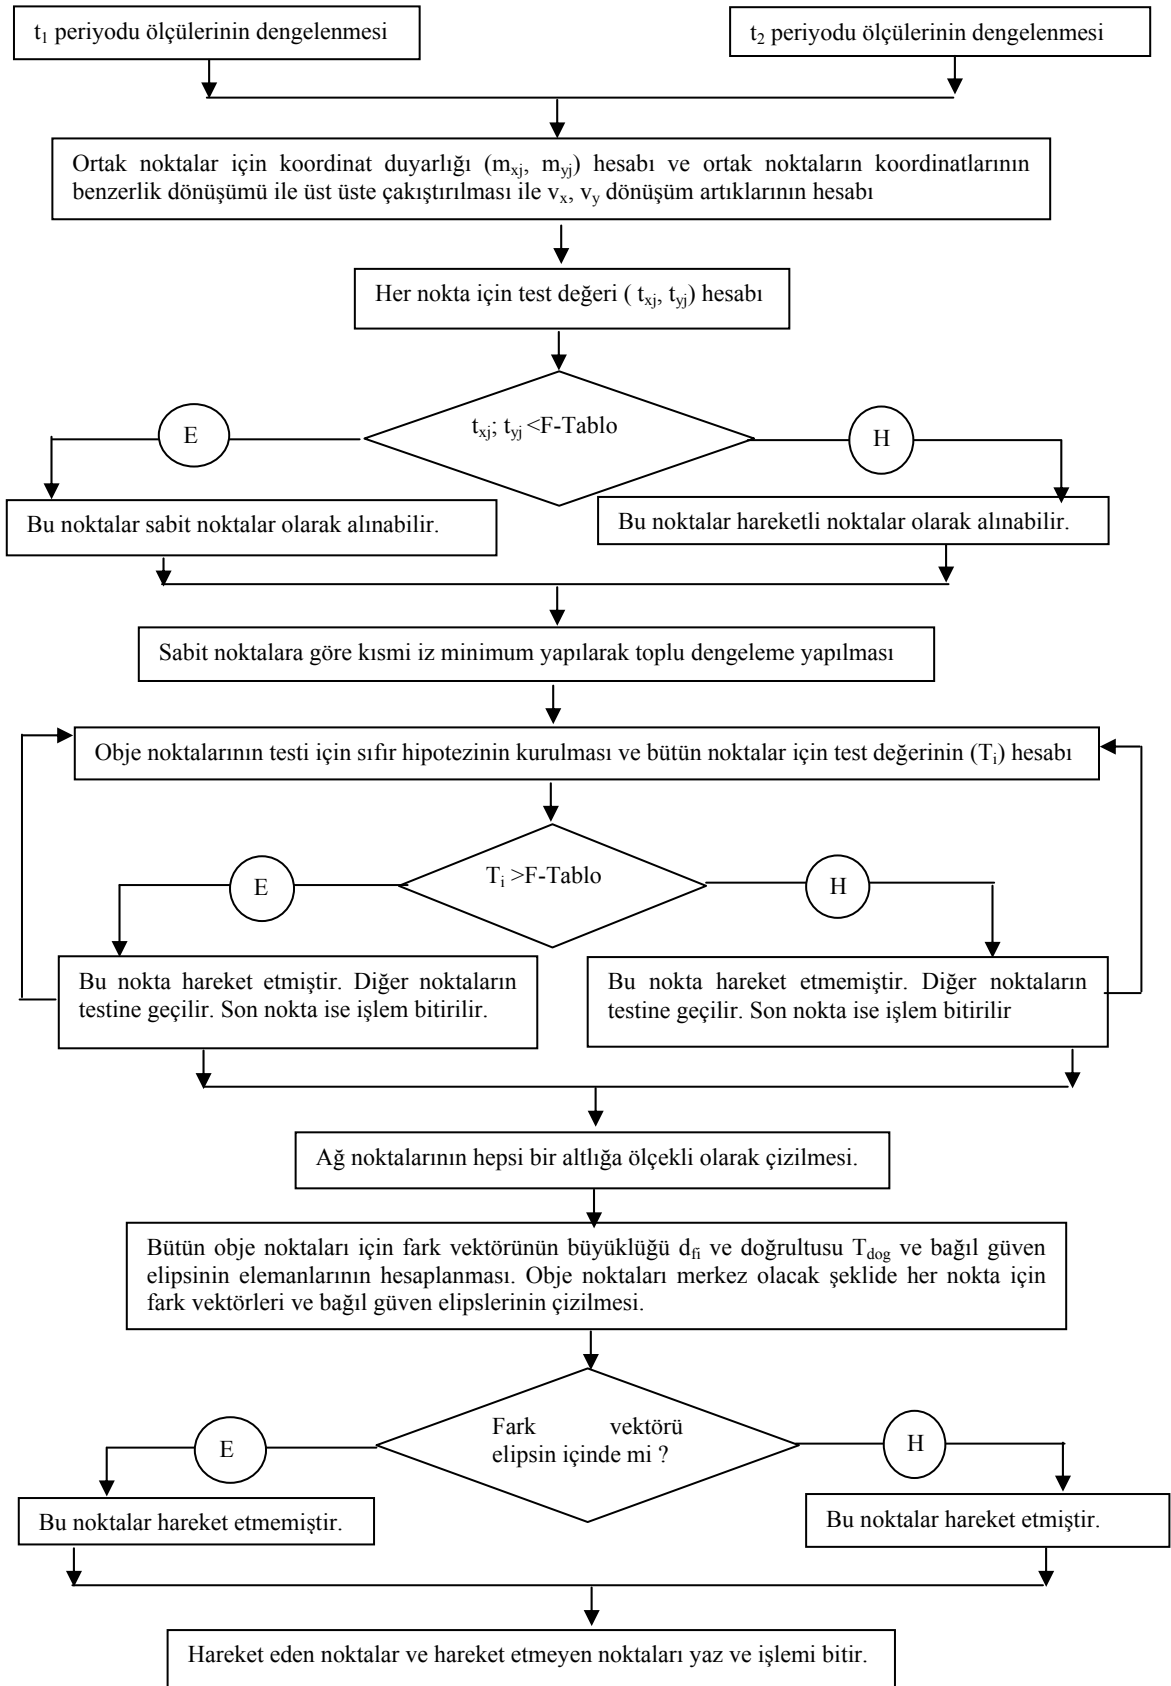 t₁ periyodu ölçülerinin dengelenmesi
t₂ periyodu ölçülerinin dengelenmesi
Ortak noktalar için koordinat duyarlığı (mxj, myj) hesabı ve ortak noktaların koordinatlarının
benzerlik dönüşümü ile üst üste çakıştırılması ile vx, vy dönüşüm artıklarının hesabı
Her nokta için test değeri ( txj, tyj) hesabı
txj; tyj <F-Tablo
E
H
Bu noktalar sabit noktalar olarak alınabilir.
Bu noktalar hareketli noktalar olarak alınabilir.
Sabit noktalara göre kısmi iz minimum yapılarak toplu dengeleme yapılması
Obje noktalarının testi için sıfır hipotezinin kurulması ve bütün noktalar için test değerinin (Ti) hesabı
Ti >F-Tablo
E
H
Bu nokta hareket etmiştir. Diğer noktaların
testine geçilir. Son nokta ise işlem bitirilir.
Bu nokta hareket etmemiştir. Diğer noktaların
testine geçilir. Son nokta ise işlem bitirilir
Ağ noktalarının hepsi bir altlığa ölçekli olarak çizilmesi.
Bütün obje noktaları için fark vektörünün büyüklüğü dfi ve doğrultusu Tdog ve bağıl güven
elipsinin elemanlarının hesaplanması. Obje noktaları merkez olacak şeklide her nokta için
fark vektörleri ve bağıl güven elipslerinin çizilmesi.
Fark vektörü
elipsin içinde mi ?
E
H
Bu noktalar hareket etmemiştir.
Bu noktalar hareket etmiştir.
Hareket eden noktalar ve hareket etmeyen noktaları yaz ve işlemi bitir.